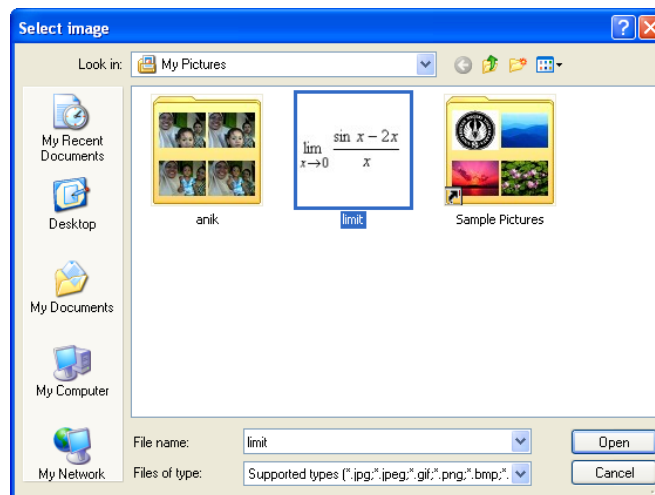 Select image
Look in:
My Pictures
My Recent
Documents
Desktop
My Documents
My Computer
My Network
anik
lim x→0 sin x − 2x / x
limit
Sample Pictures
File name:
limit
Open
Files of type:
Supported types (*.jpg;*.jpeg;*.gif;*.png;*.bmp;*.
Cancel